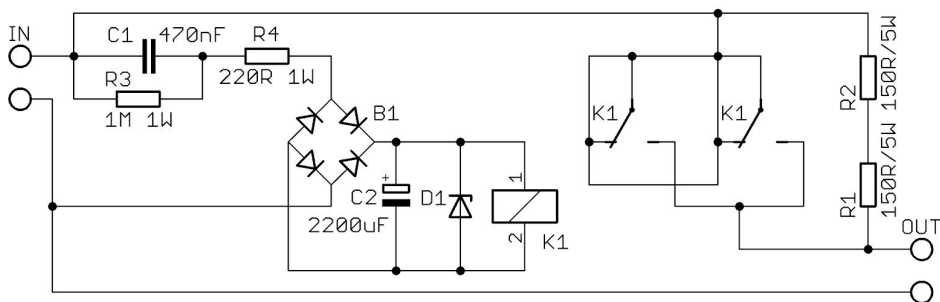 IN
C1 470nF
R4
220R 1W
R3
1M 1W
B1
C2
+
2200uF
D1
1
2
K1
K1
K1
R2
150R/5W
R1
150R/5W
OUT